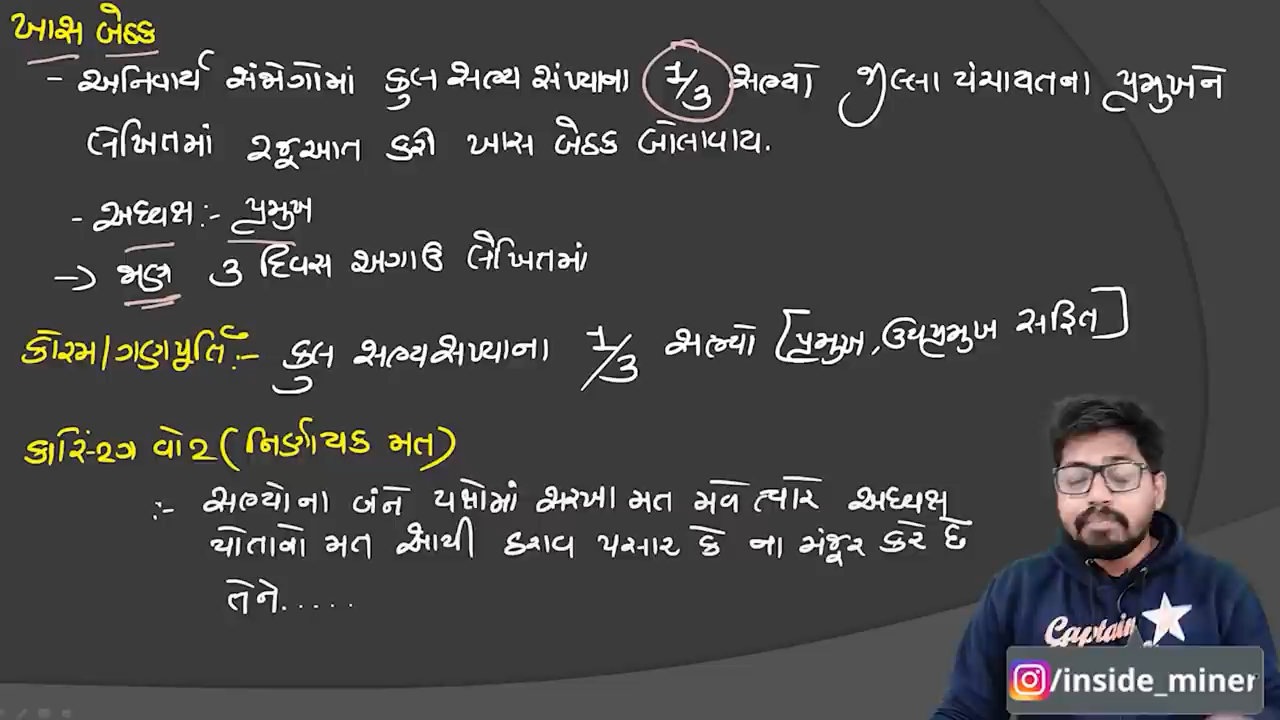 ખાસ બેઠક
- અનિવાર્ય સંજોગોમાં કુલ સભ્ય સંખ્યાના 1/3 સભ્યો જીલ્લા પંચાયતના પ્રમુખને
લેખિતમાં રજૂઆત કરી ખાસ બેઠક બોલાવાય.
- અધ્યક્ષ :- પ્રમુખ
→ જાણ 3 દિવસ અગાઉ લેખિતમાં
કોરમ/ગણપૂર્તિ :- કુલ સભ્યસંખ્યાના 1/3 સભ્યો [પ્રમુખ, ઉપપ્રમુખ સહિત]
કાસ્ટિંગ વોટ (નિર્ણાયક મત)
:- સભ્યોના બંને પક્ષોમાં સરખા મત મળે ત્યારે અધ્યક્ષ
પોતાનો મત આપી ઠરાવ પસાર કે ના મંજૂર કરે છે
તેને.....
Captain
/inside_miner